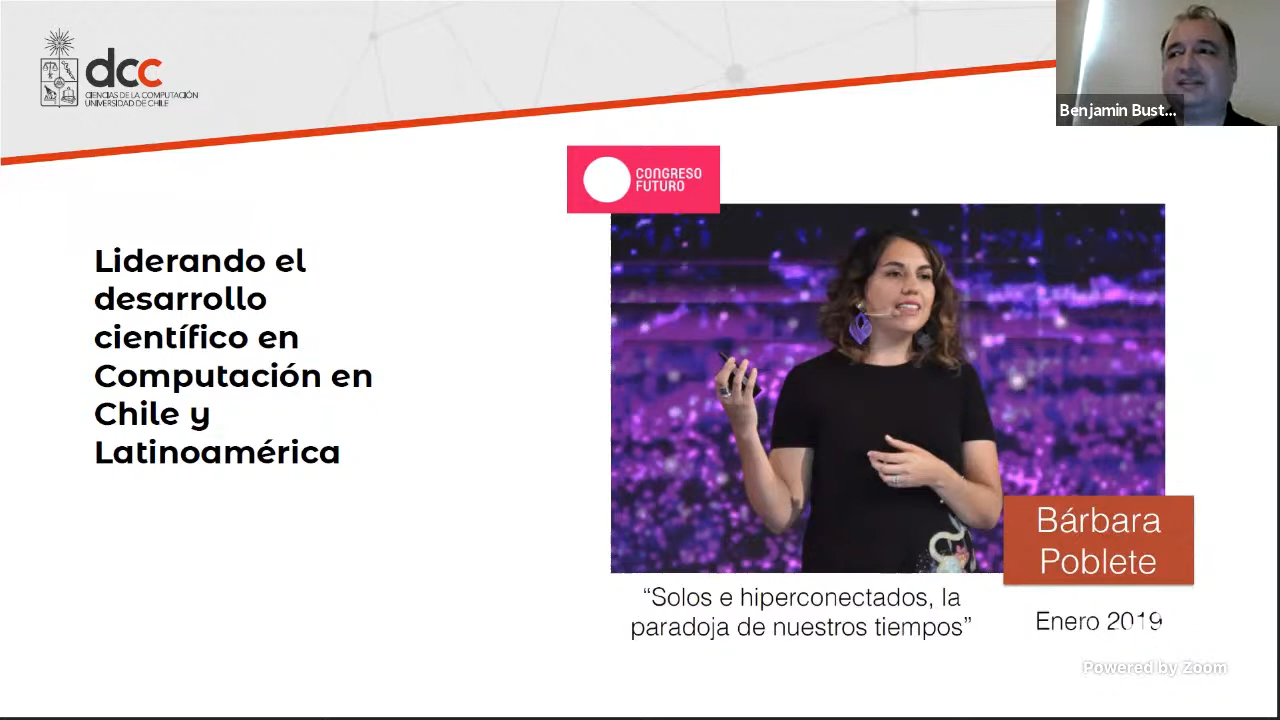 dcc
CIENCIAS DE LA COMPUTACIÓN
UNIVERSIDAD DE CHILE
Benjamin Bust...
CONGRESO
FUTURO
Liderando el
desarrollo
científico en
Computación en
Chile y
Latinoamérica
Bárbara
Poblete
“Solos e hiperconectados, la
paradoja de nuestros tiempos”
Enero 2019
Powered by Zoom